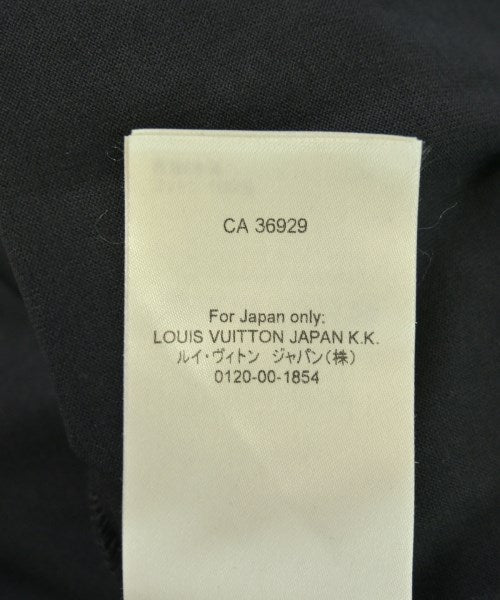 CA 36929
For Japan only:
LOUIS VUITTON JAPAN K.K.
ルイ・ヴィトン ジャパン(株)
0120-00-1854